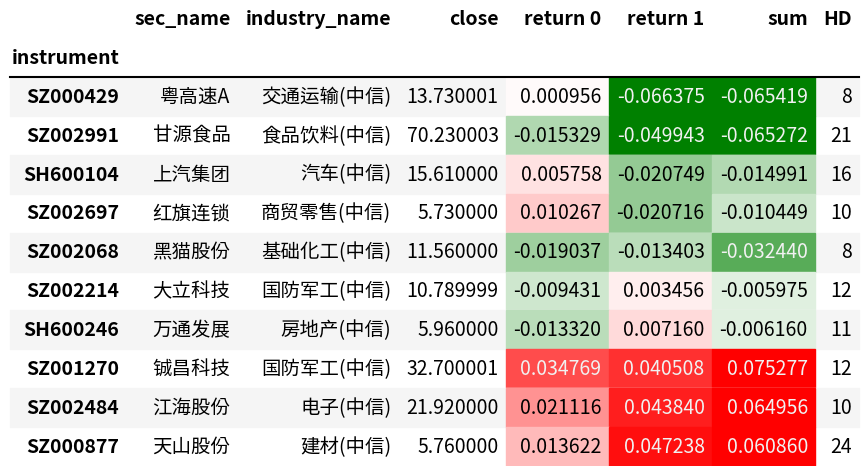 sec_name industry_name close return 0 return 1 sum HD
instrument
SZ000429 粤高速A 交通运输(中信) 13.730001 0.000956 -0.066375 -0.065419 8
SZ002991 甘源食品 食品饮料(中信) 70.230003 -0.015329 -0.049943 -0.065272 21
SH600104 上汽集团 汽车(中信) 15.610000 0.005758 -0.020749 -0.014991 16
SZ002697 红旗连锁 商贸零售(中信) 5.730000 0.010267 -0.020716 -0.010449 10
SZ002068 黑猫股份 基础化工(中信) 11.560000 -0.019037 -0.013403 -0.032440 8
SZ002214 大立科技 国防军工(中信) 10.789999 -0.009431 0.003456 -0.005975 12
SH600246 万通发展 房地产(中信) 5.960000 -0.013320 0.007160 -0.006160 11
SZ001270 铖昌科技 国防军工(中信) 32.700001 0.034769 0.040508 0.075277 12
SZ002484 江海股份 电子(中信) 21.920000 0.021116 0.043840 0.064956 10
SZ000877 天山股份 建材(中信) 5.760000 0.013622 0.047238 0.060860 24